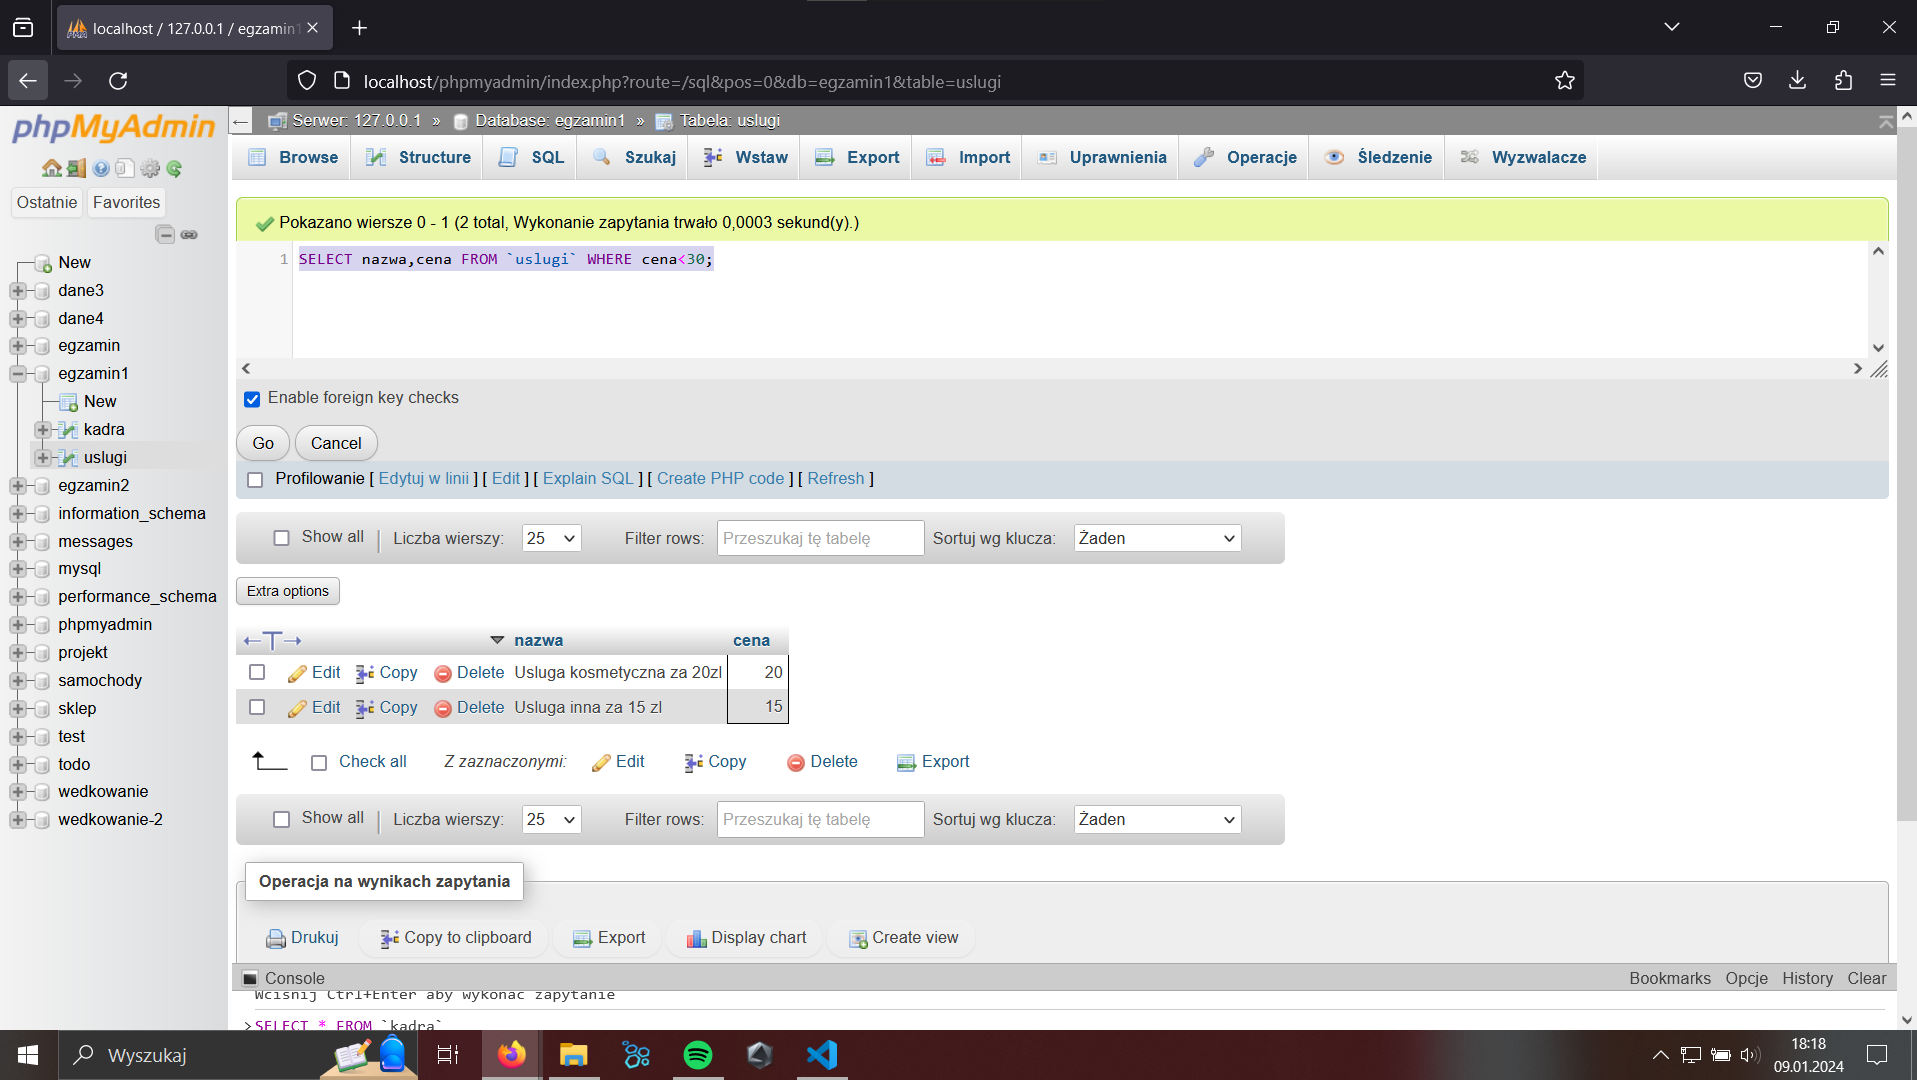 localhost / 127.0.0.1 / egzamin1
localhost/phpmyadmin/index.php?route=/sql&pos=0&db=egzamin1&table=uslugi
phpMyAdmin
Ostatnie Favorites
New
dane3
dane4
egzamin
egzamin1
New
kadra
uslugi
egzamin2
information_schema
messages
mysql
performance_schema
phpmyadmin
projekt
samochody
sklep
test
todo
wedkowanie
wedkowanie-2
Serwer: 127.0.0.1 » Database: egzamin1 » Tabela: uslugi
Browse Structure SQL Szukaj Wstaw Export Import Uprawnienia Operacje Śledzenie Wyzwalacze
Pokazano wiersze 0 - 1 (2 total, Wykonanie zapytania trwało 0,0003 sekund(y).)
1 SELECT nazwa,cena FROM `uslugi` WHERE cena<30;
Enable foreign key checks
Go Cancel
Profilowanie [ Edytuj w linii ] [ Edit ] [ Explain SQL ] [ Create PHP code ] [ Refresh ]
Show all | Liczba wierszy: 25 Filter rows: Przeszukaj tę tabelę Sortuj wg klucza: Żaden
Extra options
←T→ nazwa cena
Edit Copy Delete Usluga kosmetyczna za 20zl 20
Edit Copy Delete Usluga inna za 15 zl 15
Check all Z zaznaczonymi: Edit Copy Delete Export
Show all | Liczba wierszy: 25 Filter rows: Przeszukaj tę tabelę Sortuj wg klucza: Żaden
Operacja na wynikach zapytania
Drukuj Copy to clipboard Export Display chart Create view
Console Bookmarks Opcje History Clear
Wciśnij Ctrl+Enter aby wykonać zapytanie
>SELECT * FROM `kadra`
Wyszukaj
18:18
09.01.2024